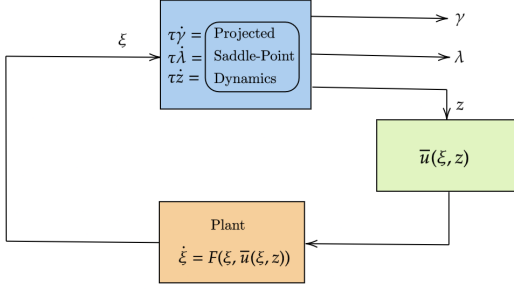 ξ
τγ̇ = Projected
τλ̇ = Saddle-Point
τż = Dynamics
γ
λ
z
u̅(ξ, z)
Plant
ξ̇ = F(ξ, u̅(ξ, z))